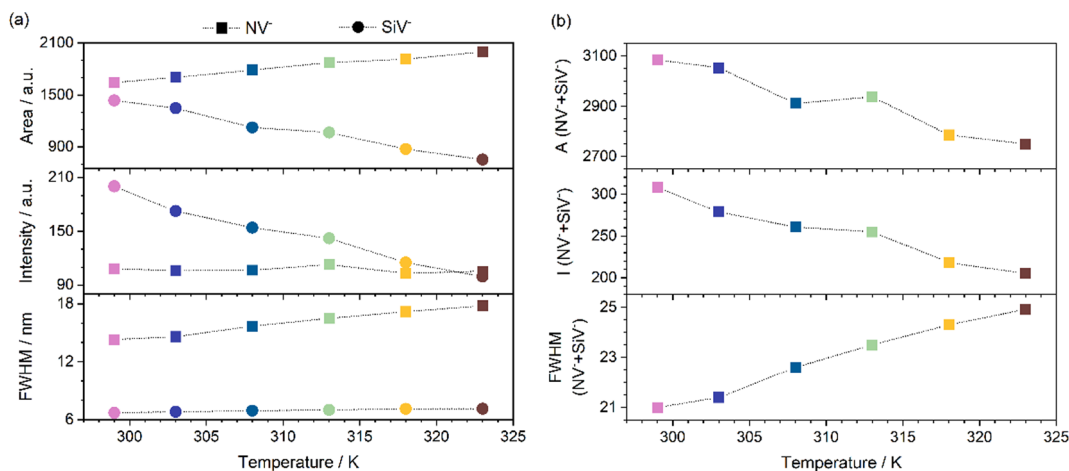 (a)
NV⁻
SiV⁻
2100
1500
900
Area / a.u.
210
150
90
Intensity / a.u.
18
12
6
FWHM / nm
300
305
310
315
320
325
Temperature / K
(b)
3100
2900
2700
A (NV⁻+SiV⁻)
300
250
200
I (NV⁻+SiV⁻)
25
23
21
FWHM
(NV⁻+SiV⁻)
300
305
310
315
320
325
Temperature / K